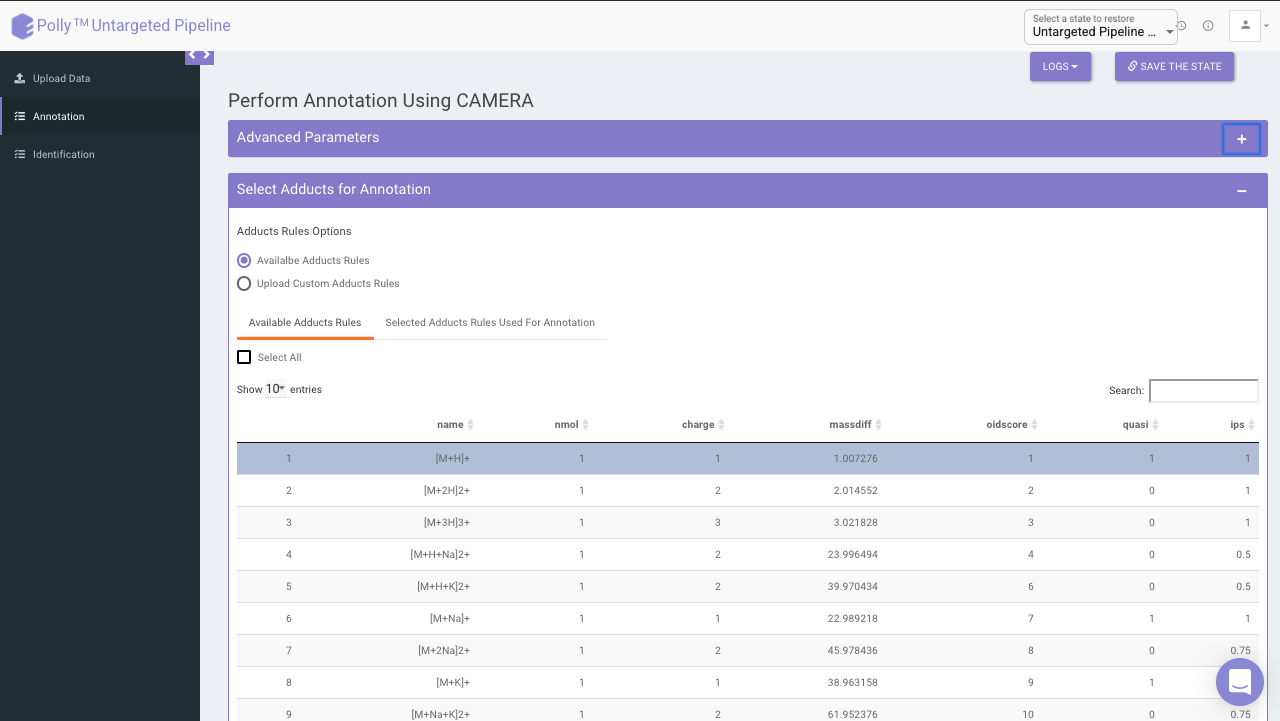 Polly™ Untargeted Pipeline
Select a state to restore
Untargeted Pipeline ...
Upload Data
Annotation
Identification
LOGS
SAVE THE STATE
Perform Annotation Using CAMERA
Advanced Parameters
Select Adducts for Annotation
Adducts Rules Options
Availalbe Adducts Rules
Upload Custom Adducts Rules
Available Adducts Rules Selected Adducts Rules Used For Annotation
Select All
Show 10 entries Search:
name nmol charge massdiff oidscore quasi ips
1 [M+H]+ 1 1 1.007276 1 1 1
2 [M+2H]2+ 1 2 2.014552 2 0 1
3 [M+3H]3+ 1 3 3.021828 3 0 1
4 [M+H+Na]2+ 1 2 23.996494 4 0 0.5
5 [M+H+K]2+ 1 2 39.970434 6 0 0.5
6 [M+Na]+ 1 1 22.989218 7 1 1
7 [M+2Na]2+ 1 2 45.978436 8 0 0.75
8 [M+K]+ 1 1 38.963158 9 1
9 [M+Na+K]2+ 1 2 61.952376 10 0 0.75